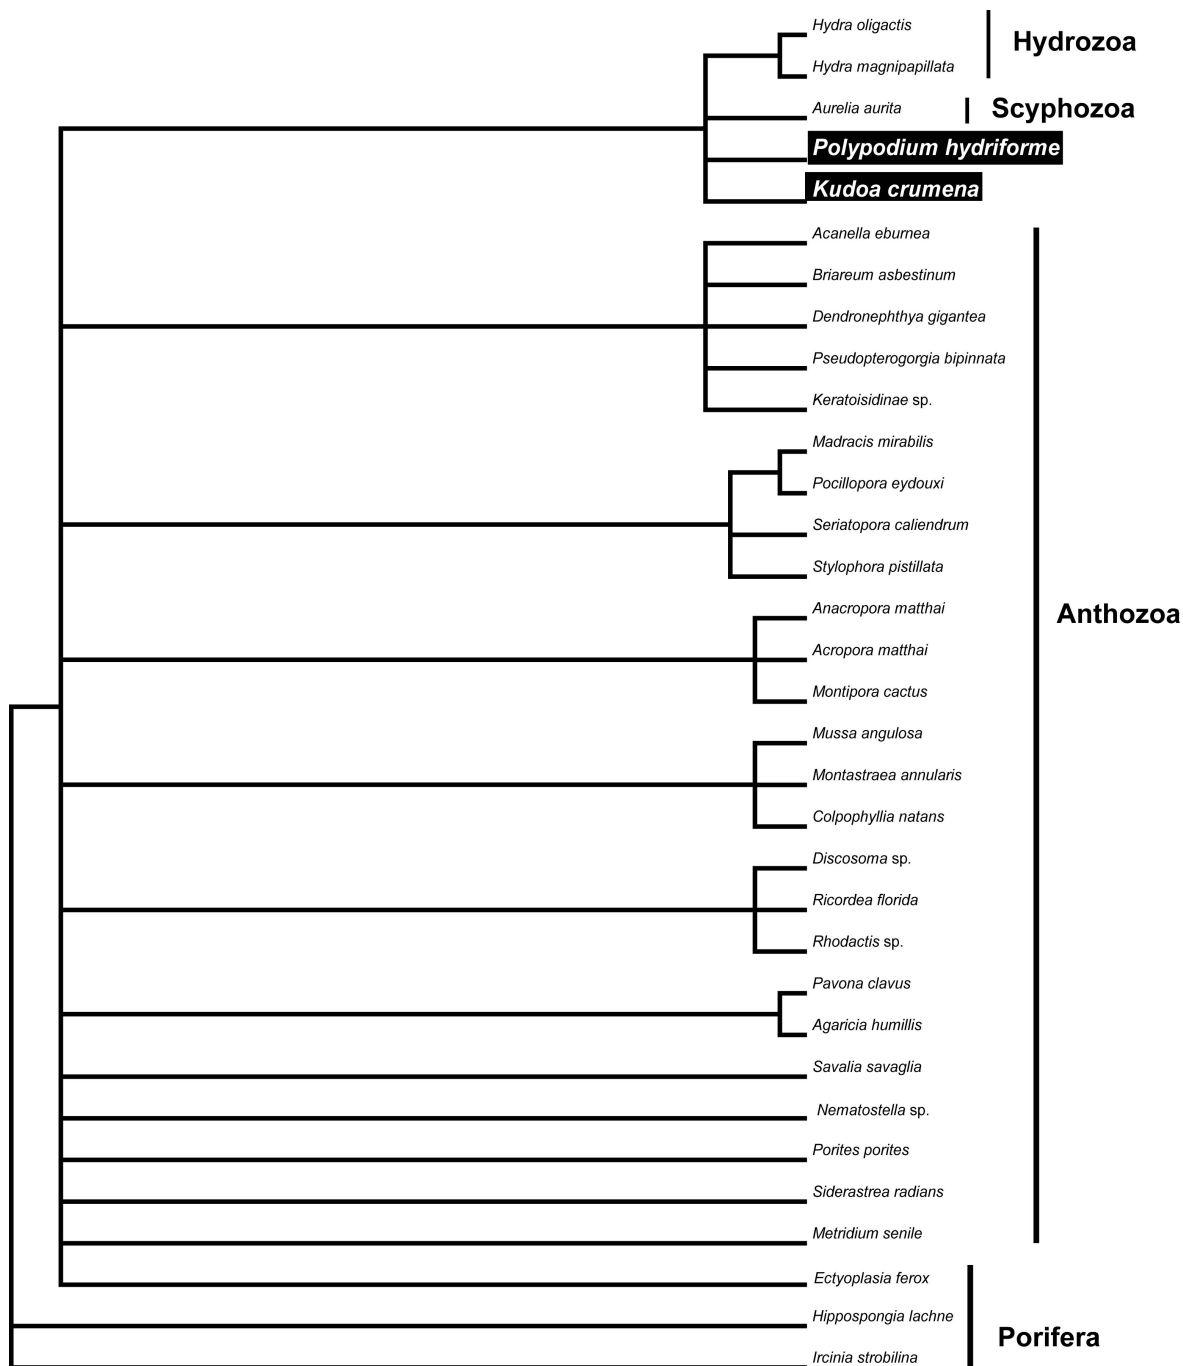 Hydra oligactis
Hydra magnipapillata
Hydrozoa
Aurelia aurita
Scyphozoa
Polypodium hydriforme
Kudoa crumena
Acanella eburnea
Briareum asbestinum
Dendronephthya gigantea
Pseudopterogorgia bipinnata
Keratoisidinae sp.
Madracis mirabilis
Pocillopora eydouxi
Seriatopora caliendrum
Stylophora pistillata
Anacropora matthai
Anthozoa
Acropora matthai
Montipora cactus
Mussa angulosa
Montastraea annularis
Colpophyllia natans
Discosoma sp.
Ricordea florida
Rhodactis sp.
Pavona clavus
Agaricia humillis
Savalia savaglia
Nematostella sp.
Porites porites
Siderastrea radians
Metridium senile
Ectyoplasia ferox
Hippospongia lachne
Porifera
Ircinia strobilina